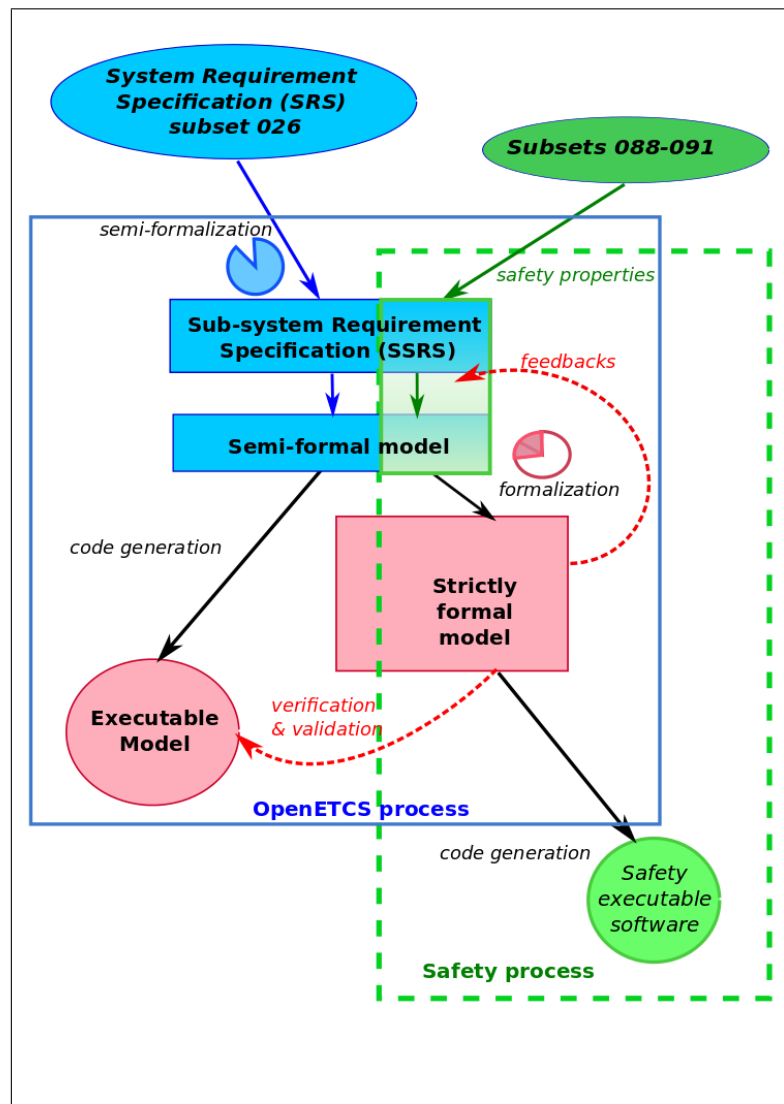 System Requirement
Specification (SRS)
subset 026
Subsets 088-091
semi-formalization
safety properties
Sub-system Requirement
Specification (SSRS)
feedbacks
Semi-formal model
formalization
code generation
Strictly
formal
model
verification
& validation
Executable
Model
OpenETCS process
code generation
Safety
executable
software
Safety process